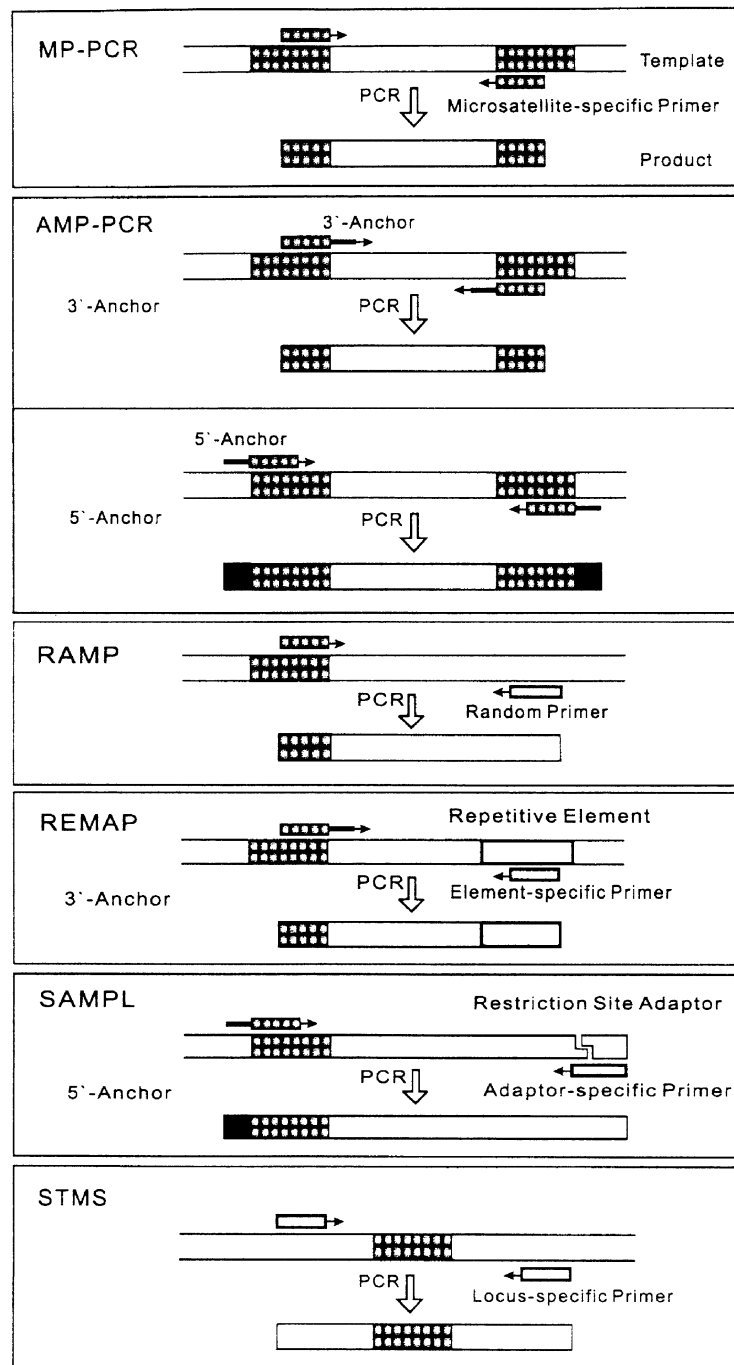 MP-PCR
Template
PCR
Microsatellite-specific Primer
Product
AMP-PCR
3`-Anchor
3`-Anchor
PCR
5`-Anchor
5`-Anchor
PCR
RAMP
PCR
Random Primer
REMAP
Repetitive Element
3`-Anchor
PCR
Element-specific Primer
SAMPL
Restriction Site Adaptor
5`-Anchor
PCR
Adaptor-specific Primer
STMS
PCR
Locus-specific Primer